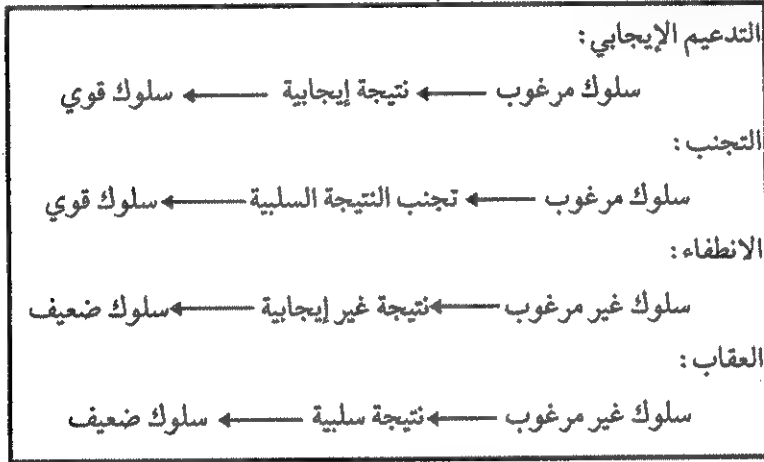 التدعيم الإيجابي:
سلوك مرغوب ← نتيجة إيجابية ← سلوك قوي
التجنب:
سلوك مرغوب ← تجنب النتيجة السلبية ← سلوك قوي
الانطفاء:
سلوك غير مرغوب ← نتيجة غير إيجابية ← سلوك ضعيف
العقاب:
سلوك غير مرغوب ← نتيجة سلبية ← سلوك ضعيف